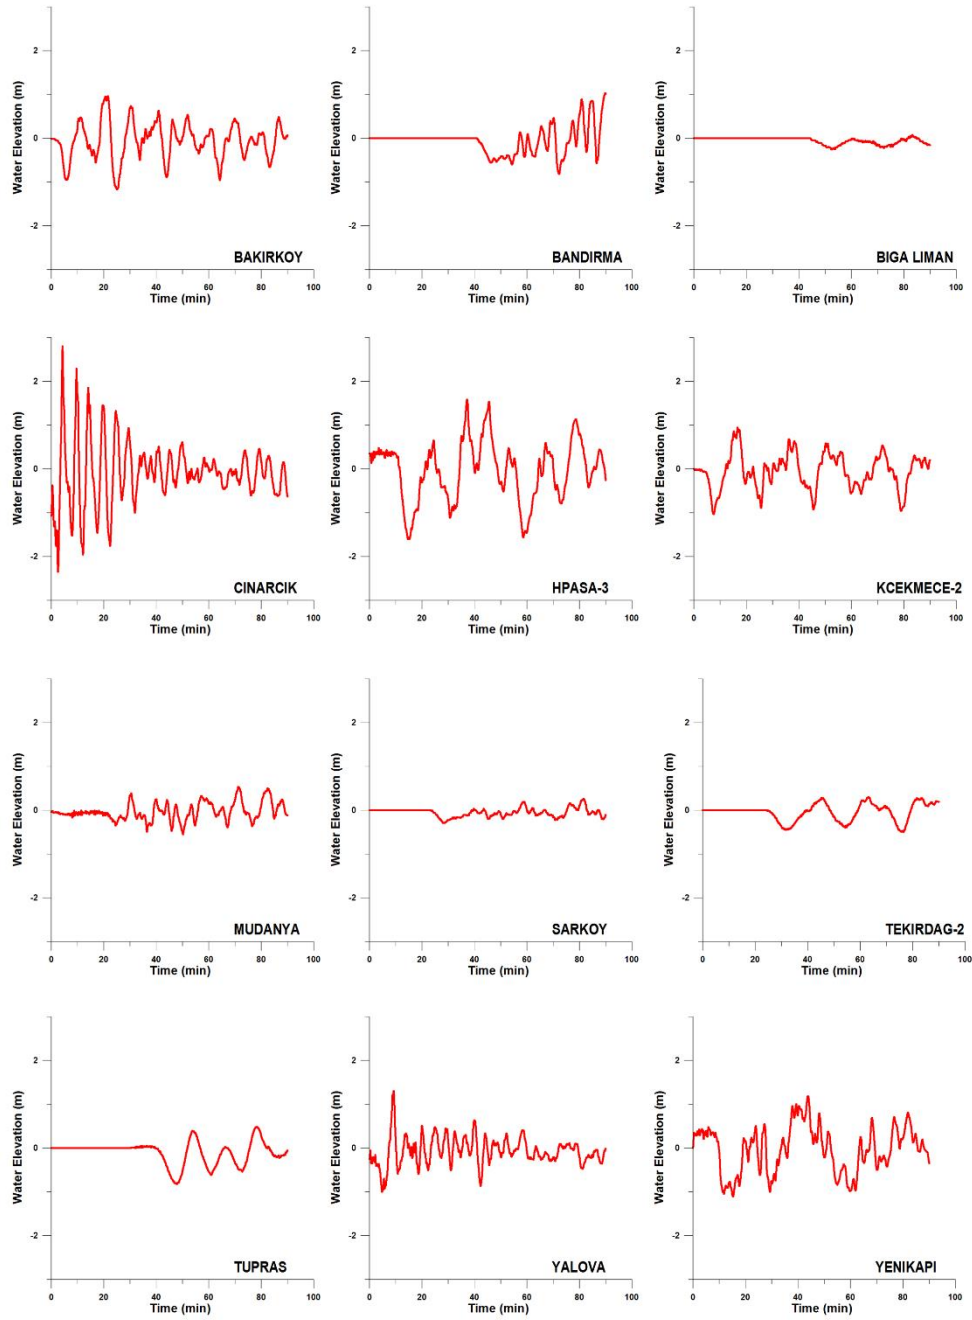 Water Elevation (m)
2
0
-2
BAKIRKOY
0 20 40 60 80 100
Time (min)
Water Elevation (m)
2
0
-2
BANDIRMA
0 20 40 60 80 100
Time (min)
Water Elevation (m)
2
0
-2
BIGA LIMAN
0 20 40 60 80 100
Time (min)
Water Elevation (m)
2
0
-2
CINARCIK
0 20 40 60 80 100
Time (min)
Water Elevation (m)
2
0
-2
HPASA-3
0 20 40 60 80 100
Time (min)
Water Elevation (m)
2
0
-2
KCEKMECE-2
0 20 40 60 80 100
Time (min)
Water Elevation (m)
2
0
-2
MUDANYA
0 20 40 60 80 100
Time (min)
Water Elevation (m)
2
0
-2
SARKOY
0 20 40 60 80 100
Time (min)
Water Elevation (m)
2
0
-2
TEKIRDAG-2
0 20 40 60 80 100
Time (min)
Water Elevation (m)
2
0
-2
TUPRAS
0 20 40 60 80 100
Time (min)
Water Elevation (m)
2
0
-2
YALOVA
0 20 40 60 80 100
Time (min)
Water Elevation (m)
2
0
-2
YENIKAPI
0 20 40 60 80 100
Time (min)